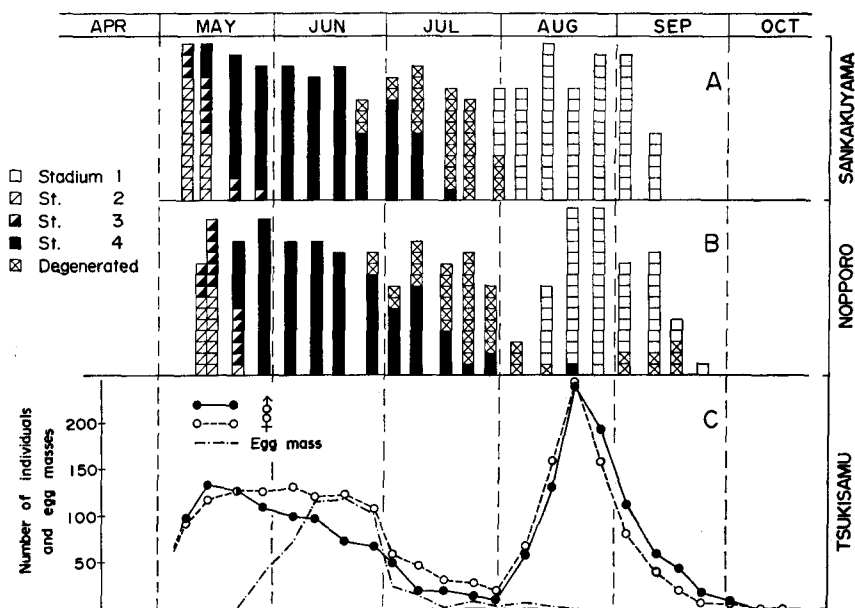 APR MAY JUN JUL AUG SEP OCT
A
SANKAKUYAMA
Stadium 1
St. 2
St. 3
St. 4
Degenerated
B
NOPPORO
Number of individuals
and egg masses
200
150
100
50
♂
♀
Egg mass
C
TSUKISAMU